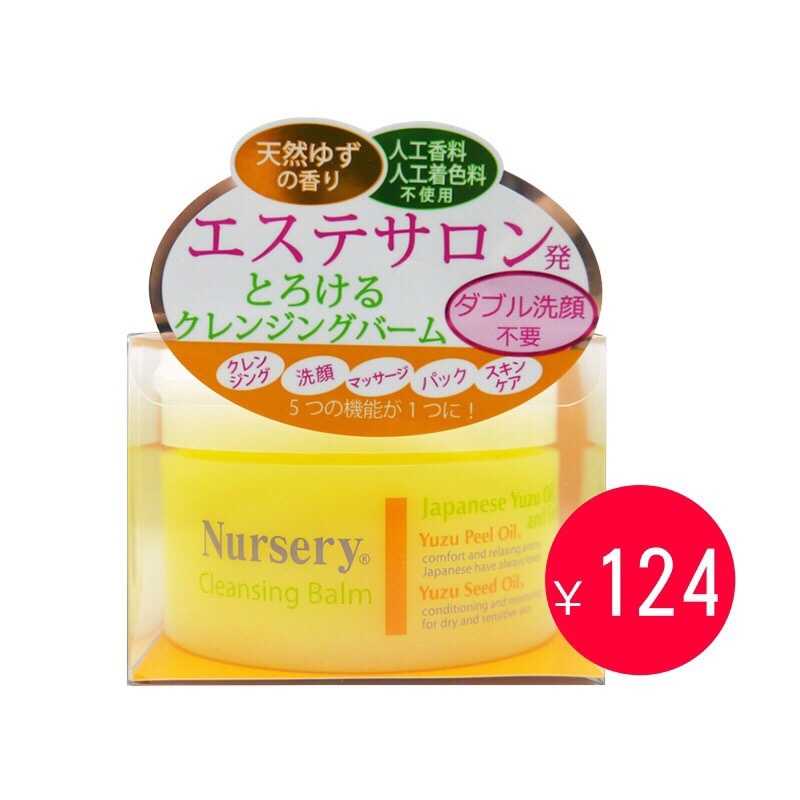 天然ゆず
の香り
人工香料
人工着色料
不使用
エステサロン発
とろける
クレンジングバーム
ダブル洗顔
不要
クレン
ジング
洗顔
マッサージ
パック
スキン
ケア
5つの機能が1つに!
Nursery®
Cleansing Balm
Japanese Yuzu Oil
and
Yuzu Peel Oil.
comfort and relaxing
Japanese have always
Yuzu Seed Oil.
conditioning and
for dry and sensitive skin
¥ 124